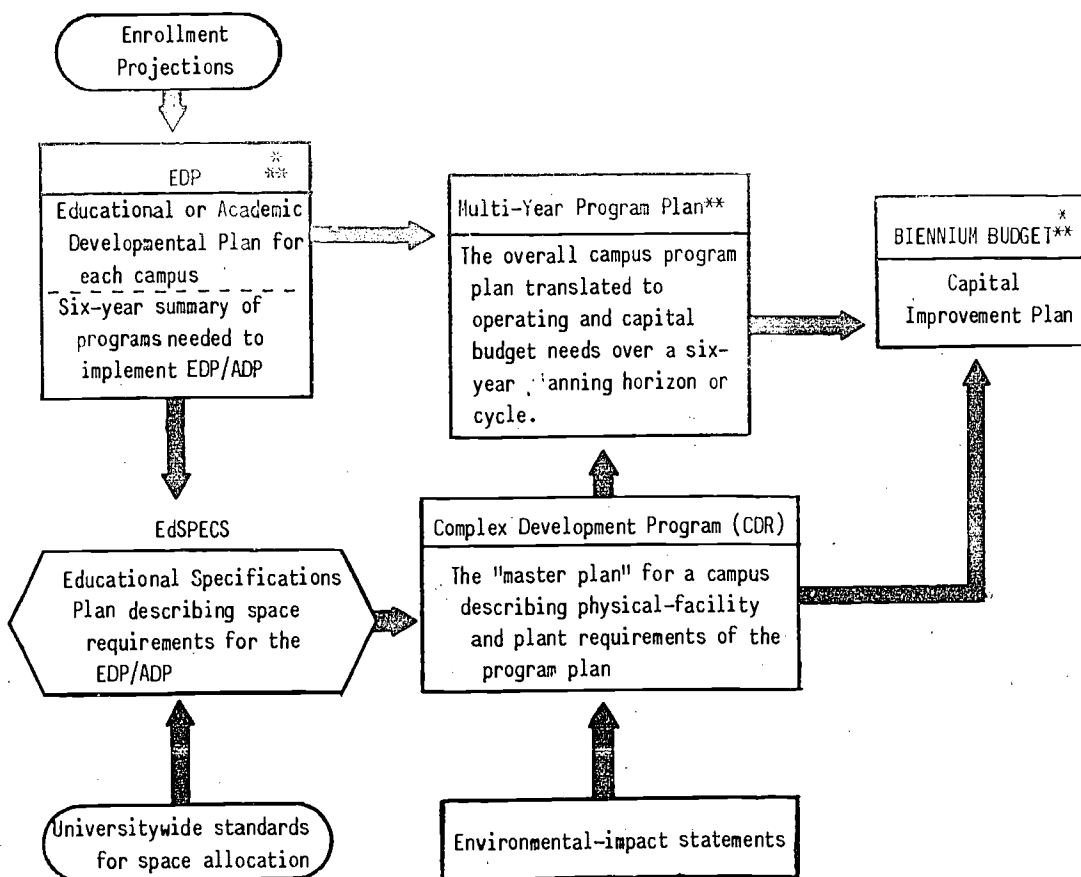 Enrollment
Projections
*
EDP **
Educational or Academic
Developmental Plan for
each campus
Six-year summary of
programs needed to
implement EDP/ADP
Multi-Year Program Plan**
The overall campus program
plan translated to
operating and capital
budget needs over a six-
year anning horizon or
cycle.
*
BIENNIUM BUDGET**
Capital
Improvement Plan
EdSPECS
Educational Specifications
Plan describing space
requirements for the
EDP/ADP
Complex Development Program (CDR)
The "master plan" for a campus
describing physical-facility
and plant requirements of the
program plan
Universitywide standards
for space allocation
Environmental-impact statements